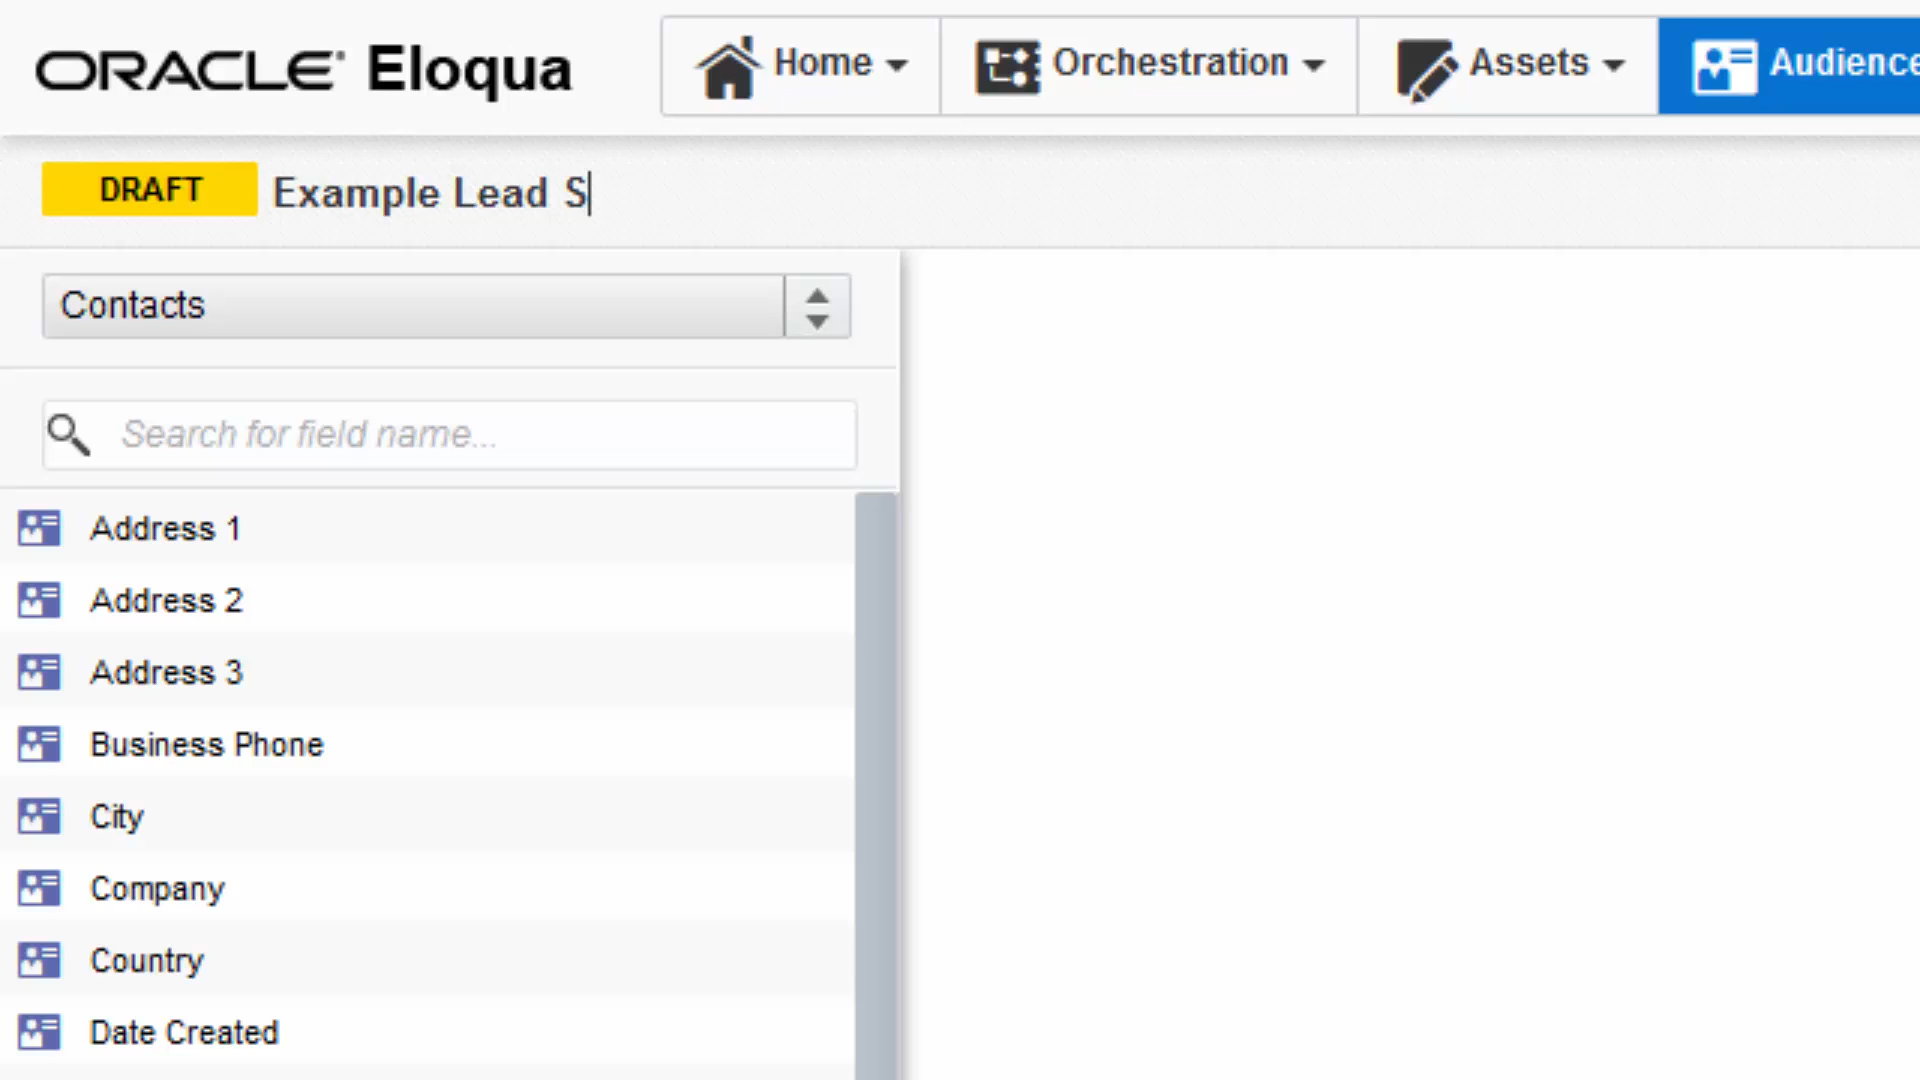 ORACLE Eloqua
Home
Orchestration
Assets
Audience
DRAFT
Example Lead S
Contacts
Search for field name...
Address 1
Address 2
Address 3
Business Phone
City
Company
Country
Date Created